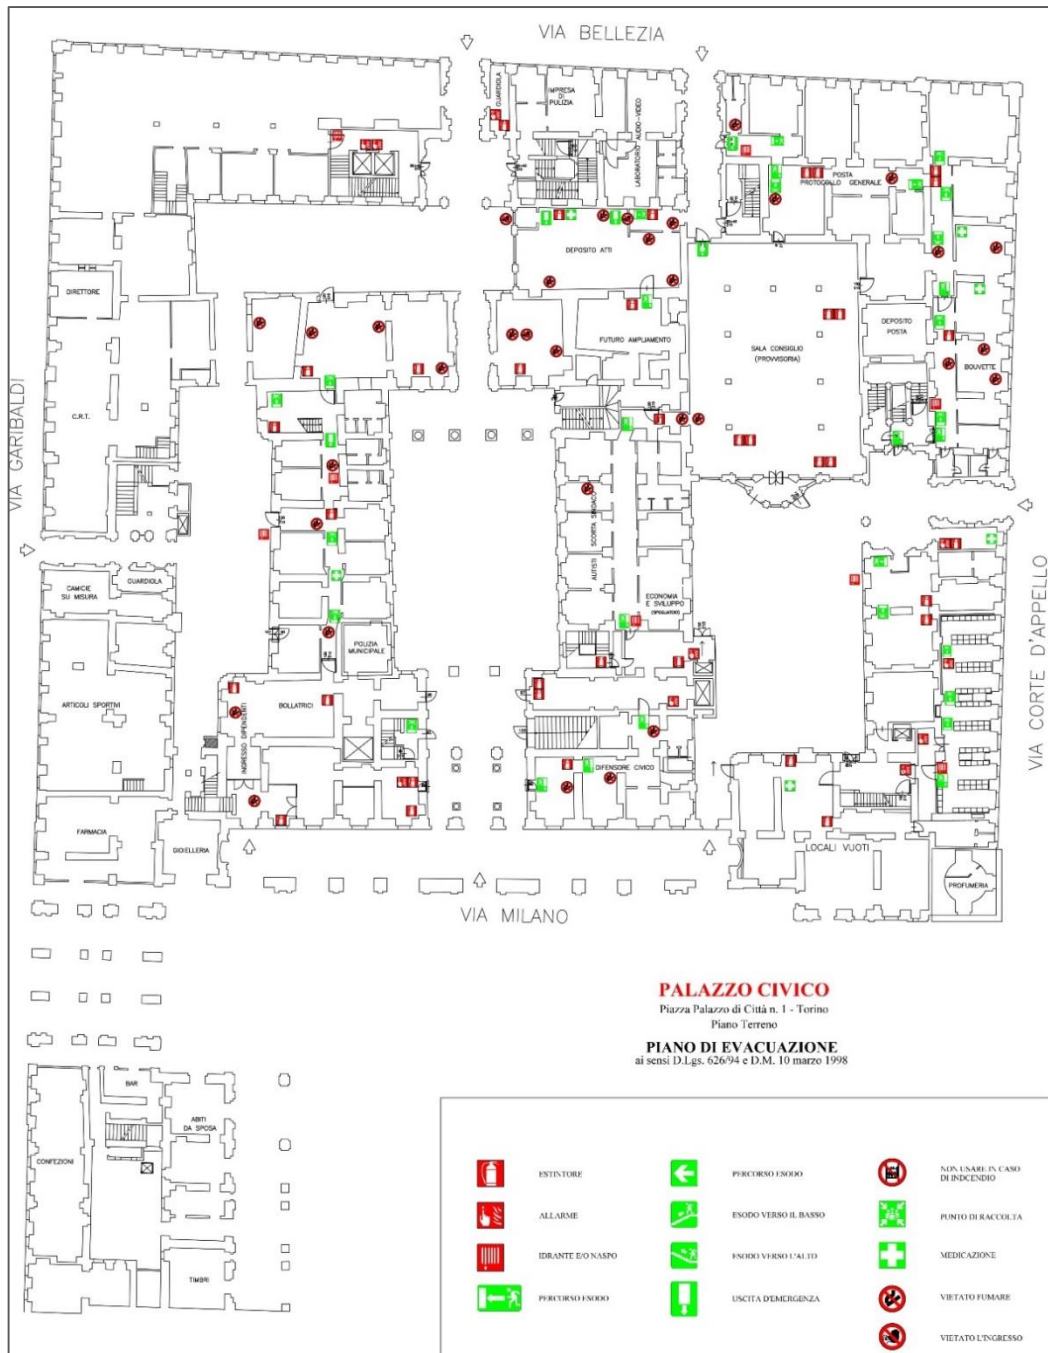 VIA BELLEZIA
GUARDIOLA
IMPRESA
DI
PULIZIA
LABORATORIO AUDIO-VIDEO
POSTA
PROTOCOLLO GENERALE
DEPOSITO ATTI
DIRETTORE
FUTURO AMPLIAMENTO
SALA CONSIGLIO
(PROVVISORIA)
DEPOSITO
POSTA
BOUVETTE
C.R.T.
VIA GARIBALDI
SCORTA SINDACO
AUTISTI
CAMICIE
SU MISURA
GUARDIOLA
ECONOMIA
E SVILUPPO
(SPOGLIATOIO)
POLIZIA
MUNICIPALE
VIA CORTE D'APPELLO
ARTICOLI SPORTIVI
BOLLATRICI
INGRESSO DIPENDENTI
DIFENSORE CIVICO
FARMACIA
GIOIELLERIA
LOCALI VUOTI
PROFUMERIA
VIA MILANO
PALAZZO CIVICO
Piazza Palazzo di Città n. 1 - Torino
Piano Terreno
PIANO DI EVACUAZIONE
ai sensi D.Lgs. 626/94 e D.M. 10 marzo 1998
BAR
ABITI
DA SPOSA
CONFEZIONI
TIMBRI
ESTINTORE
PERCORSO ESODO
NON USARE IN CASO
DI INDCENDIO
ALLARME
ESODO VERSO IL BASSO
PUNTO DI RACCOLTA
IDRANTE E/O NASPO
ESODO VERSO L'ALTO
MEDICAZIONE
PERCORSO ESODO
USCITA D'EMERGENZA
VIETATO FUMARE
VIETATO L'INGRESSO